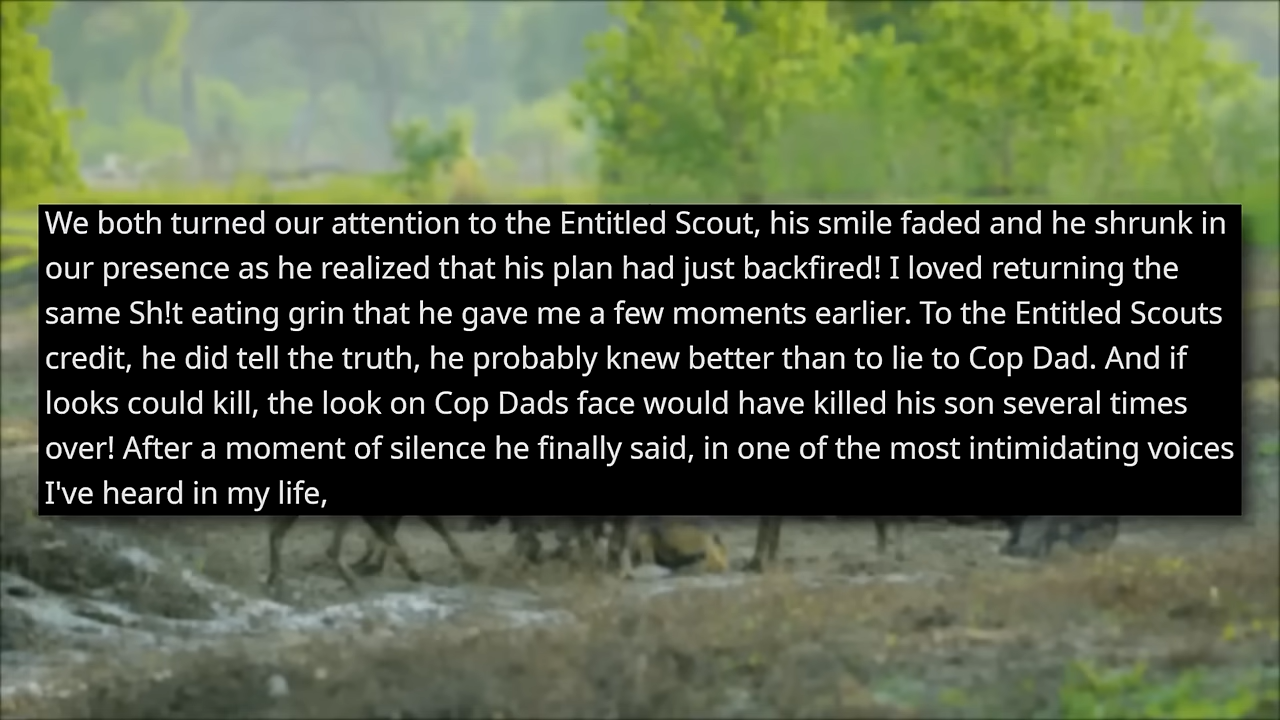 We both turned our attention to the Entitled Scout, his smile faded and he shrunk in
our presence as he realized that his plan had just backfired! I loved returning the
same Sh!t eating grin that he gave me a few moments earlier. To the Entitled Scouts
credit, he did tell the truth, he probably knew better than to lie to Cop Dad. And if
looks could kill, the look on Cop Dads face would have killed his son several times
over! After a moment of silence he finally said, in one of the most intimidating voices
I've heard in my life,